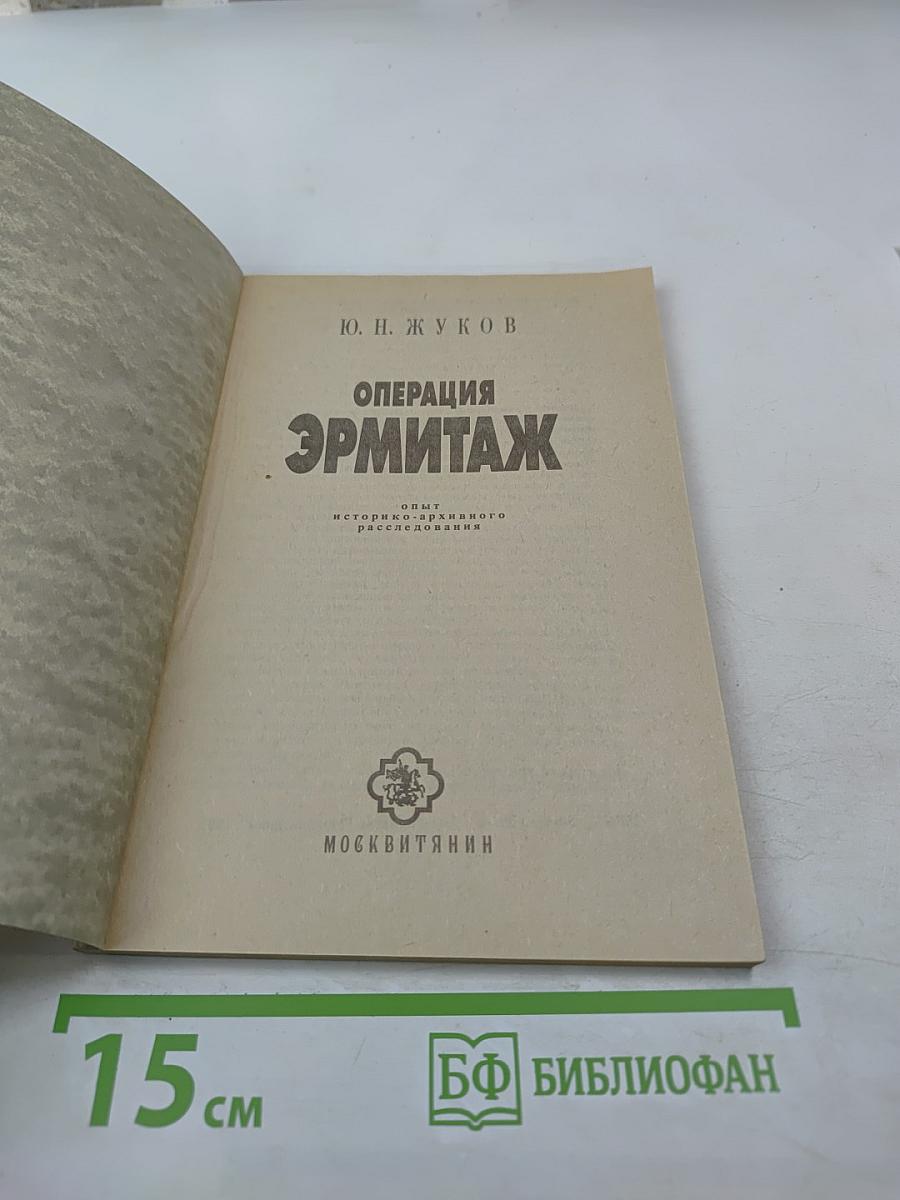 Ю. Н. ЖУКОВ
ОПЕРАЦИЯ
ЭРМИТАЖ
опыт
историко-архивного
расследования
МОСКВИТЯНИН
15 см
БФ БИБЛИОФАН